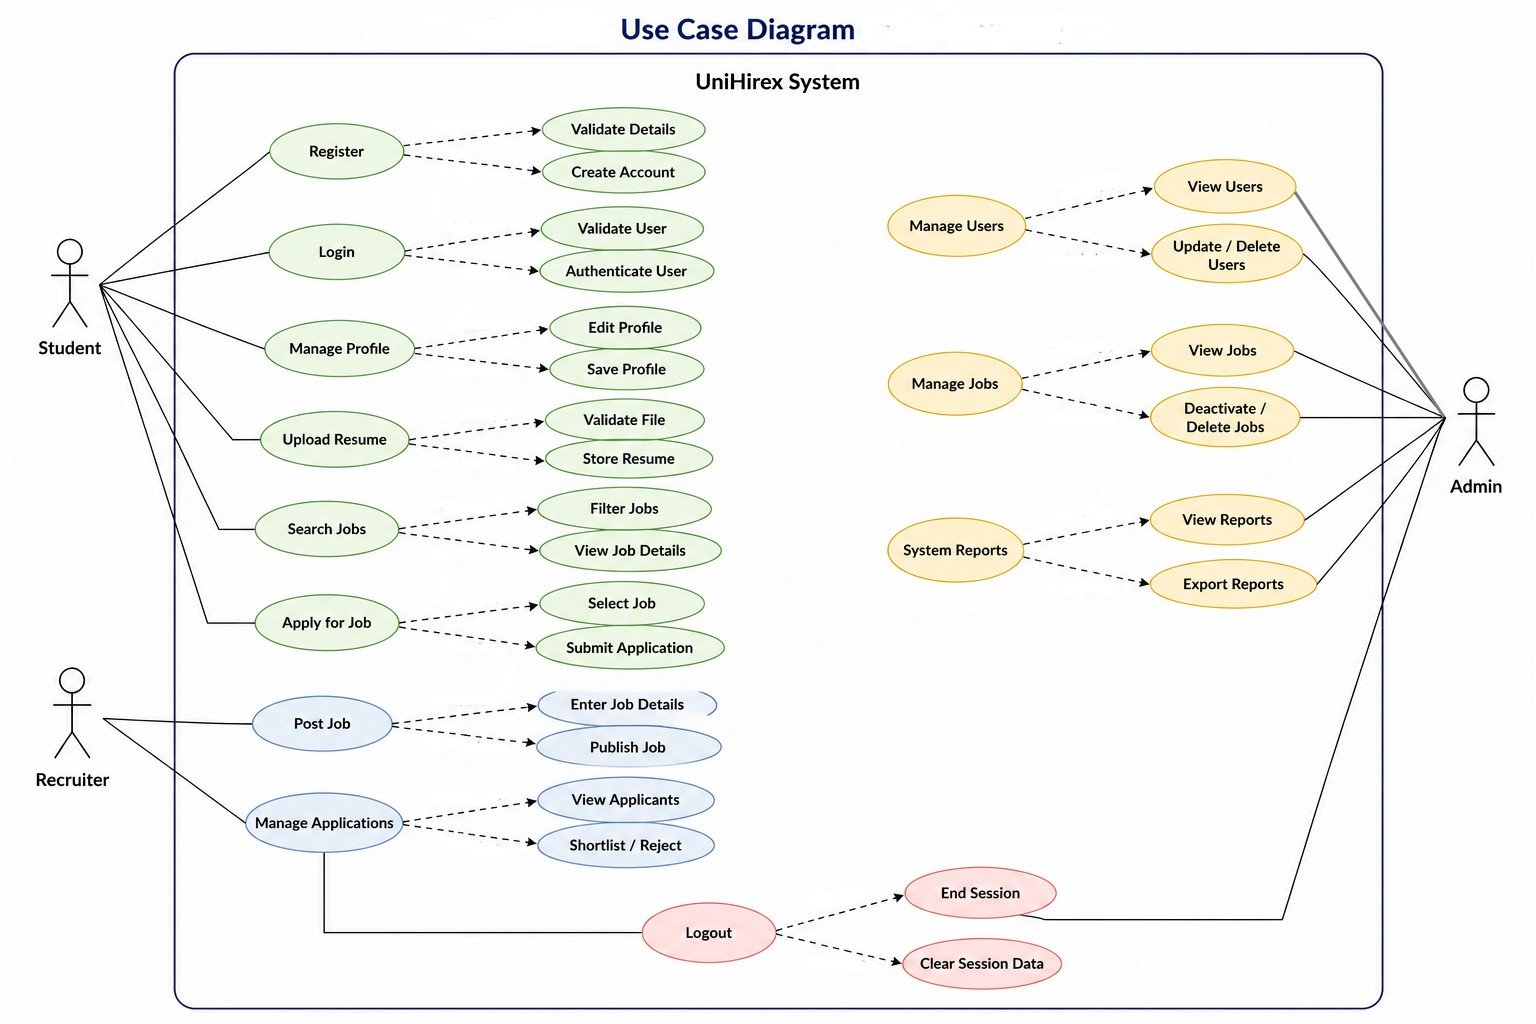 Use Case Diagram
UniHirex System
Student
Register
Validate Details
Create Account
Login
Validate User
Authenticate User
Manage Profile
Edit Profile
Save Profile
Upload Resume
Validate File
Store Resume
Search Jobs
Filter Jobs
View Job Details
Apply for Job
Select Job
Submit Application
Recruiter
Post Job
Enter Job Details
Publish Job
Manage Applications
View Applicants
Shortlist / Reject
Logout
End Session
Clear Session Data
Manage Users
View Users
Update / Delete
Users
Manage Jobs
View Jobs
Deactivate /
Delete Jobs
System Reports
View Reports
Export Reports
Admin